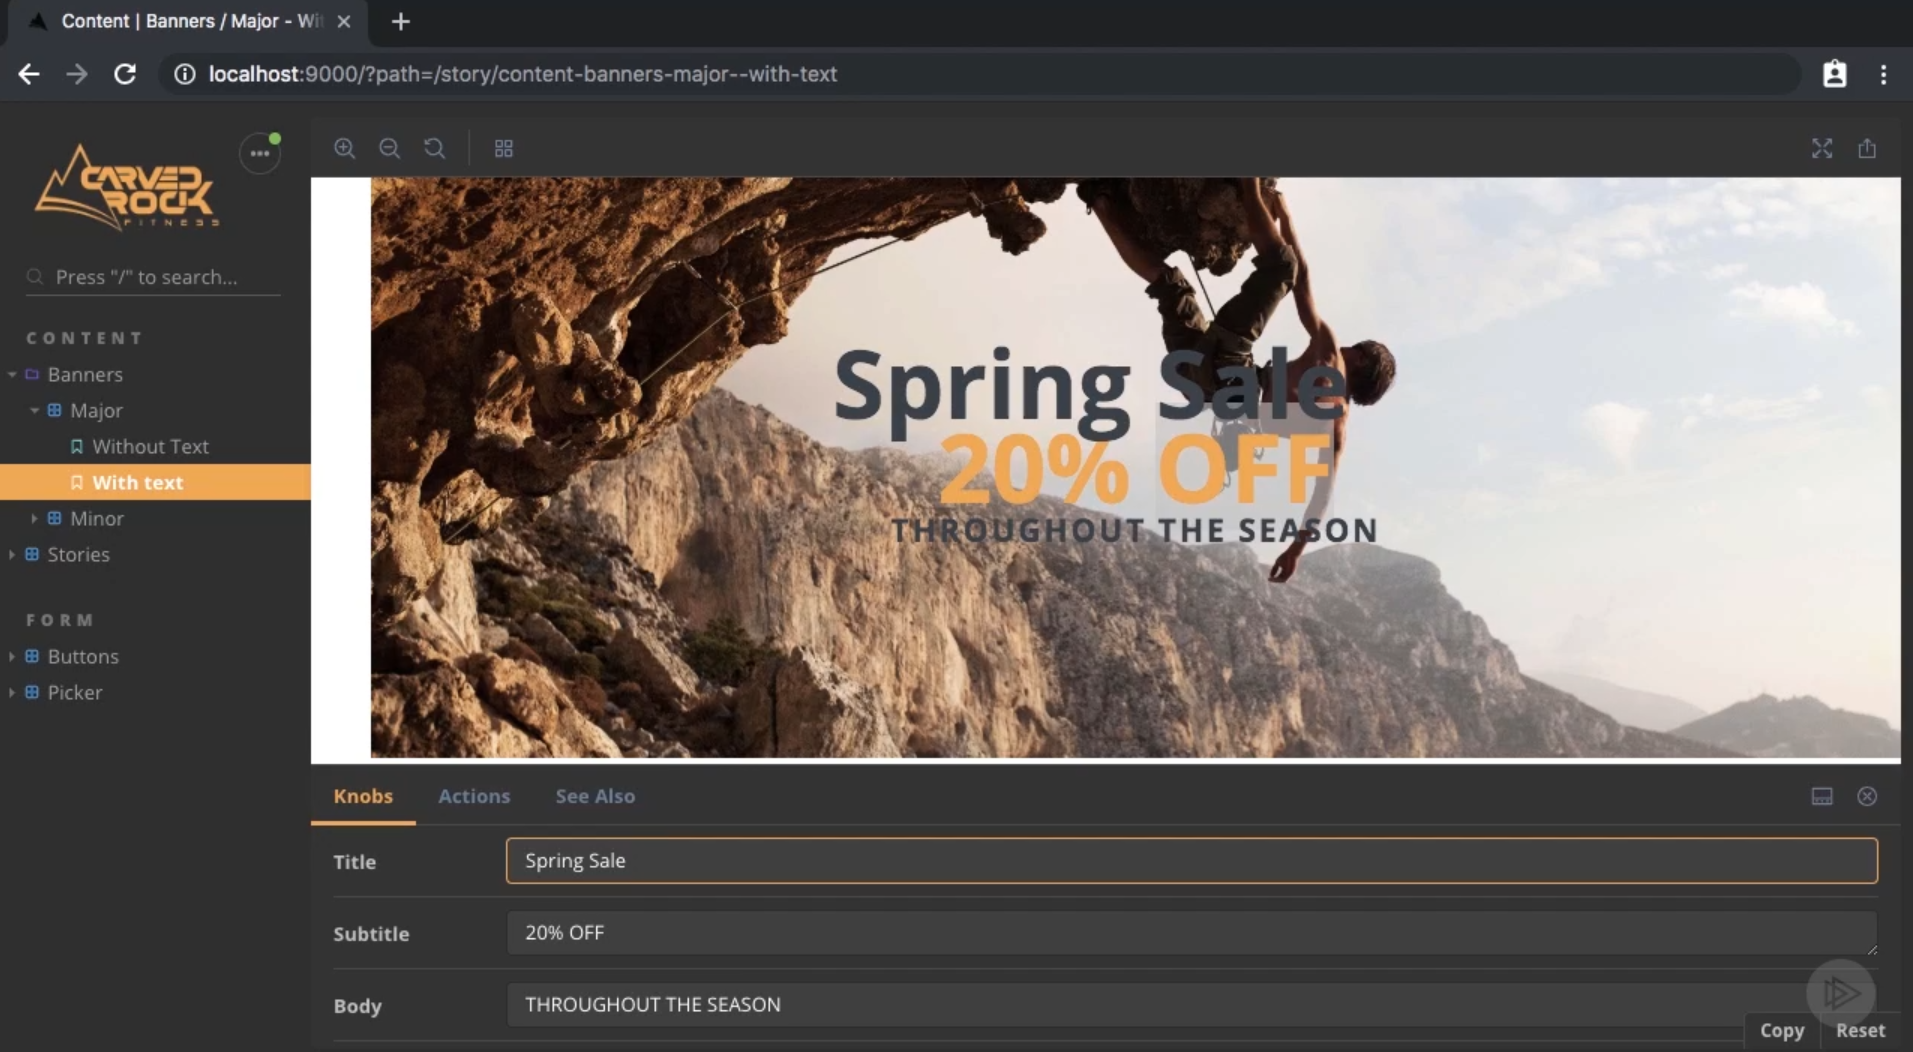 Content | Banners / Major - Wit
localhost:9000/?path=/story/content-banners-major--with-text
CARVED
ROCK
FITNESS
Press "/" to search...
CONTENT
Banners
Major
Without Text
With text
Minor
Stories
FORM
Buttons
Picker
Spring Sale
20% OFF
THROUGHOUT THE SEASON
Knobs Actions See Also
Title Spring Sale
Subtitle 20% OFF
Body THROUGHOUT THE SEASON
Copy Reset